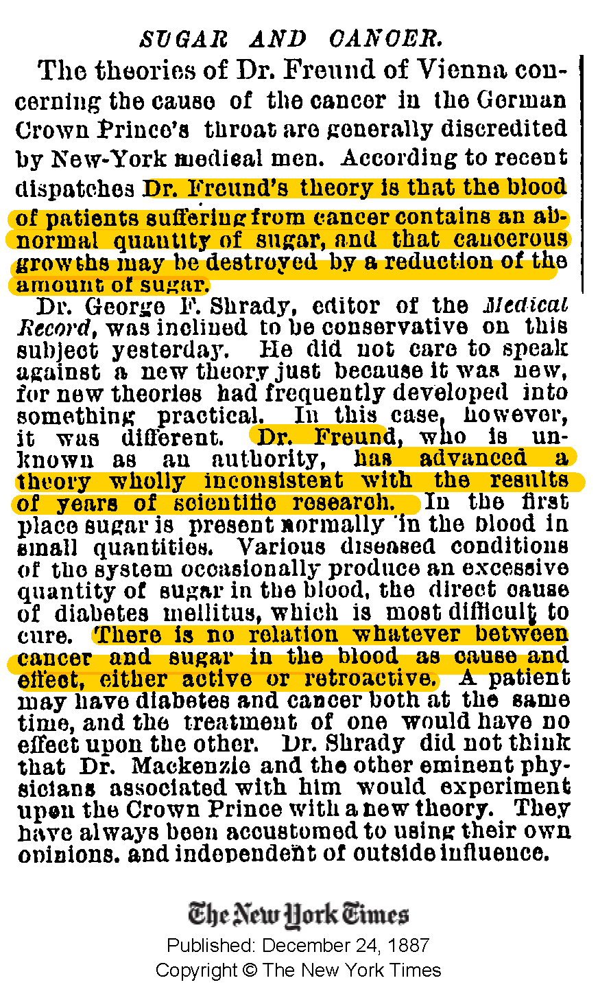 SUGAR AND CANCER.
The theories of Dr. Freund of Vienna con-
cerning the cause of the cancer in the German
Crown Prince's throat are generally discredited
by New-York medical men. According to recent
dispatches Dr. Freund's theory is that the blood
of patients suffering from cancer contains an ab-
normal quantity of sugar, and that cancerous
growths may be destroyed by a reduction of the
amount of sugar.
Dr. George F. Shrady, editor of the Medical
Record, was inclined to be conservative on this
subject yesterday. He did not care to speak
against a new theory just because it was new,
for new theories had frequently developed into
something practical. In this case, however,
it was different. Dr. Freund, who is un-
known as an authority, has advanced a
theory wholly inconsistent with the results
of years of scientific research. In the first
place sugar is present normally in the blood in
small quantities. Various diseased conditions
of the system occasionally produce an excessive
quantity of sugar in the blood, the direct cause
of diabetes mellitus, which is most difficult to
cure. There is no relation whatever between
cancer and sugar in the blood as cause and
effect, either active or retroactive. A patient
may have diabetes and cancer both at the same
time, and the treatment of one would have no
effect upon the other. Dr. Shrady did not think
that Dr. Mackenzie and the other eminent phy-
sicians associated with him would experiment
upon the Crown Prince with a new theory. They
have always been accustomed to using their own
opinions, and independent of outside influence.
The New York Times
Published: December 24, 1887
Copyright © The New York Times